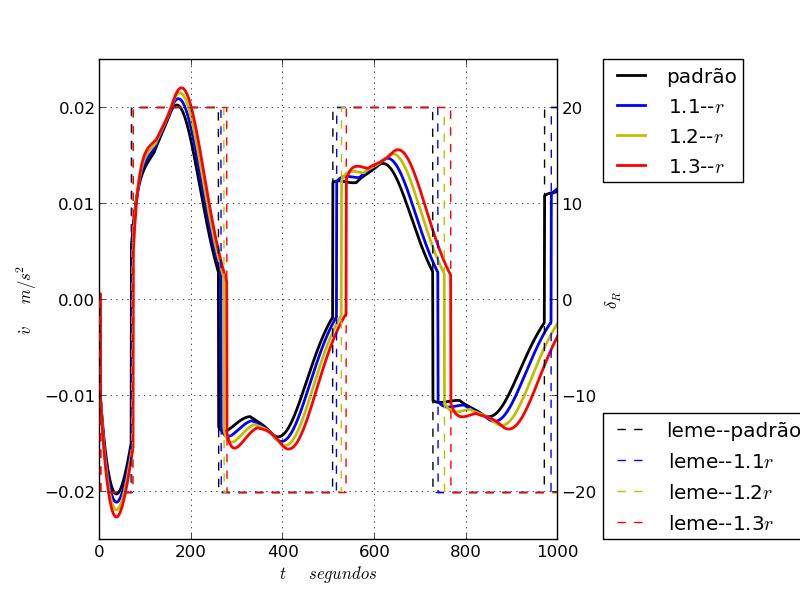 0.02
0.01
0.00
−0.01
−0.02
v̇ m/s²
0 200 400 600 800 1000
t segundos
20
10
0
−10
−20
δ_R
padrão
1.1--r
1.2--r
1.3--r
leme--padrão
leme--1.1r
leme--1.2r
leme--1.3r